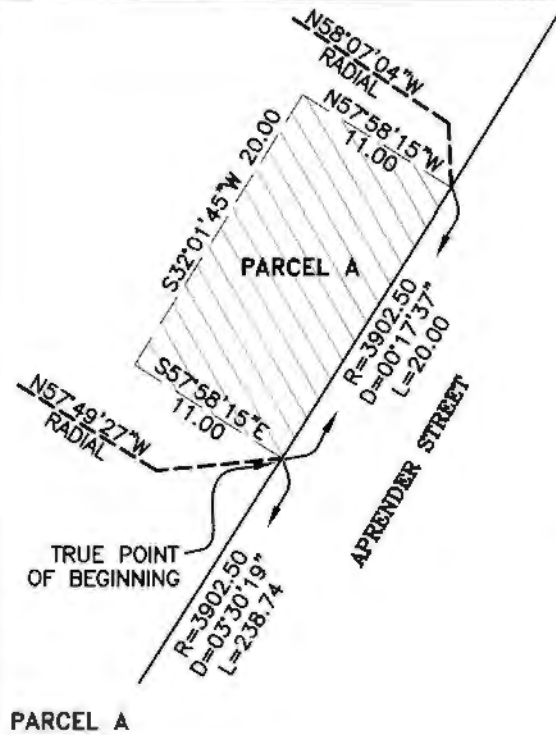 N58°07'04"W
RADIAL
N57°58'15"W
11.00
S32°01'45"W 20.00
PARCEL A
R=3902.50
D=00°17'37"
L=20.00
S57°58'15"E
11.00
N57°49'27"W
RADIAL
APRENDER STREET
TRUE POINT
OF BEGINNING
R=3902.50
D=03°30'19"
L=238.74
PARCEL A